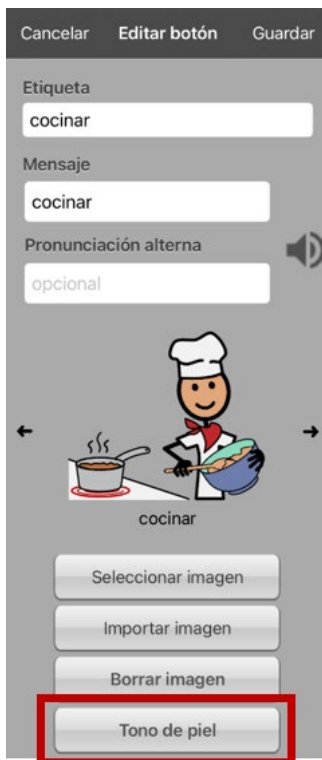 Cancelar Editar botón Guardar
Etiqueta
cocinar
Mensaje
cocinar
Pronunciación alterna
opcional
cocinar
Seleccionar imagen
Importar imagen
Borrar imagen
Tono de piel